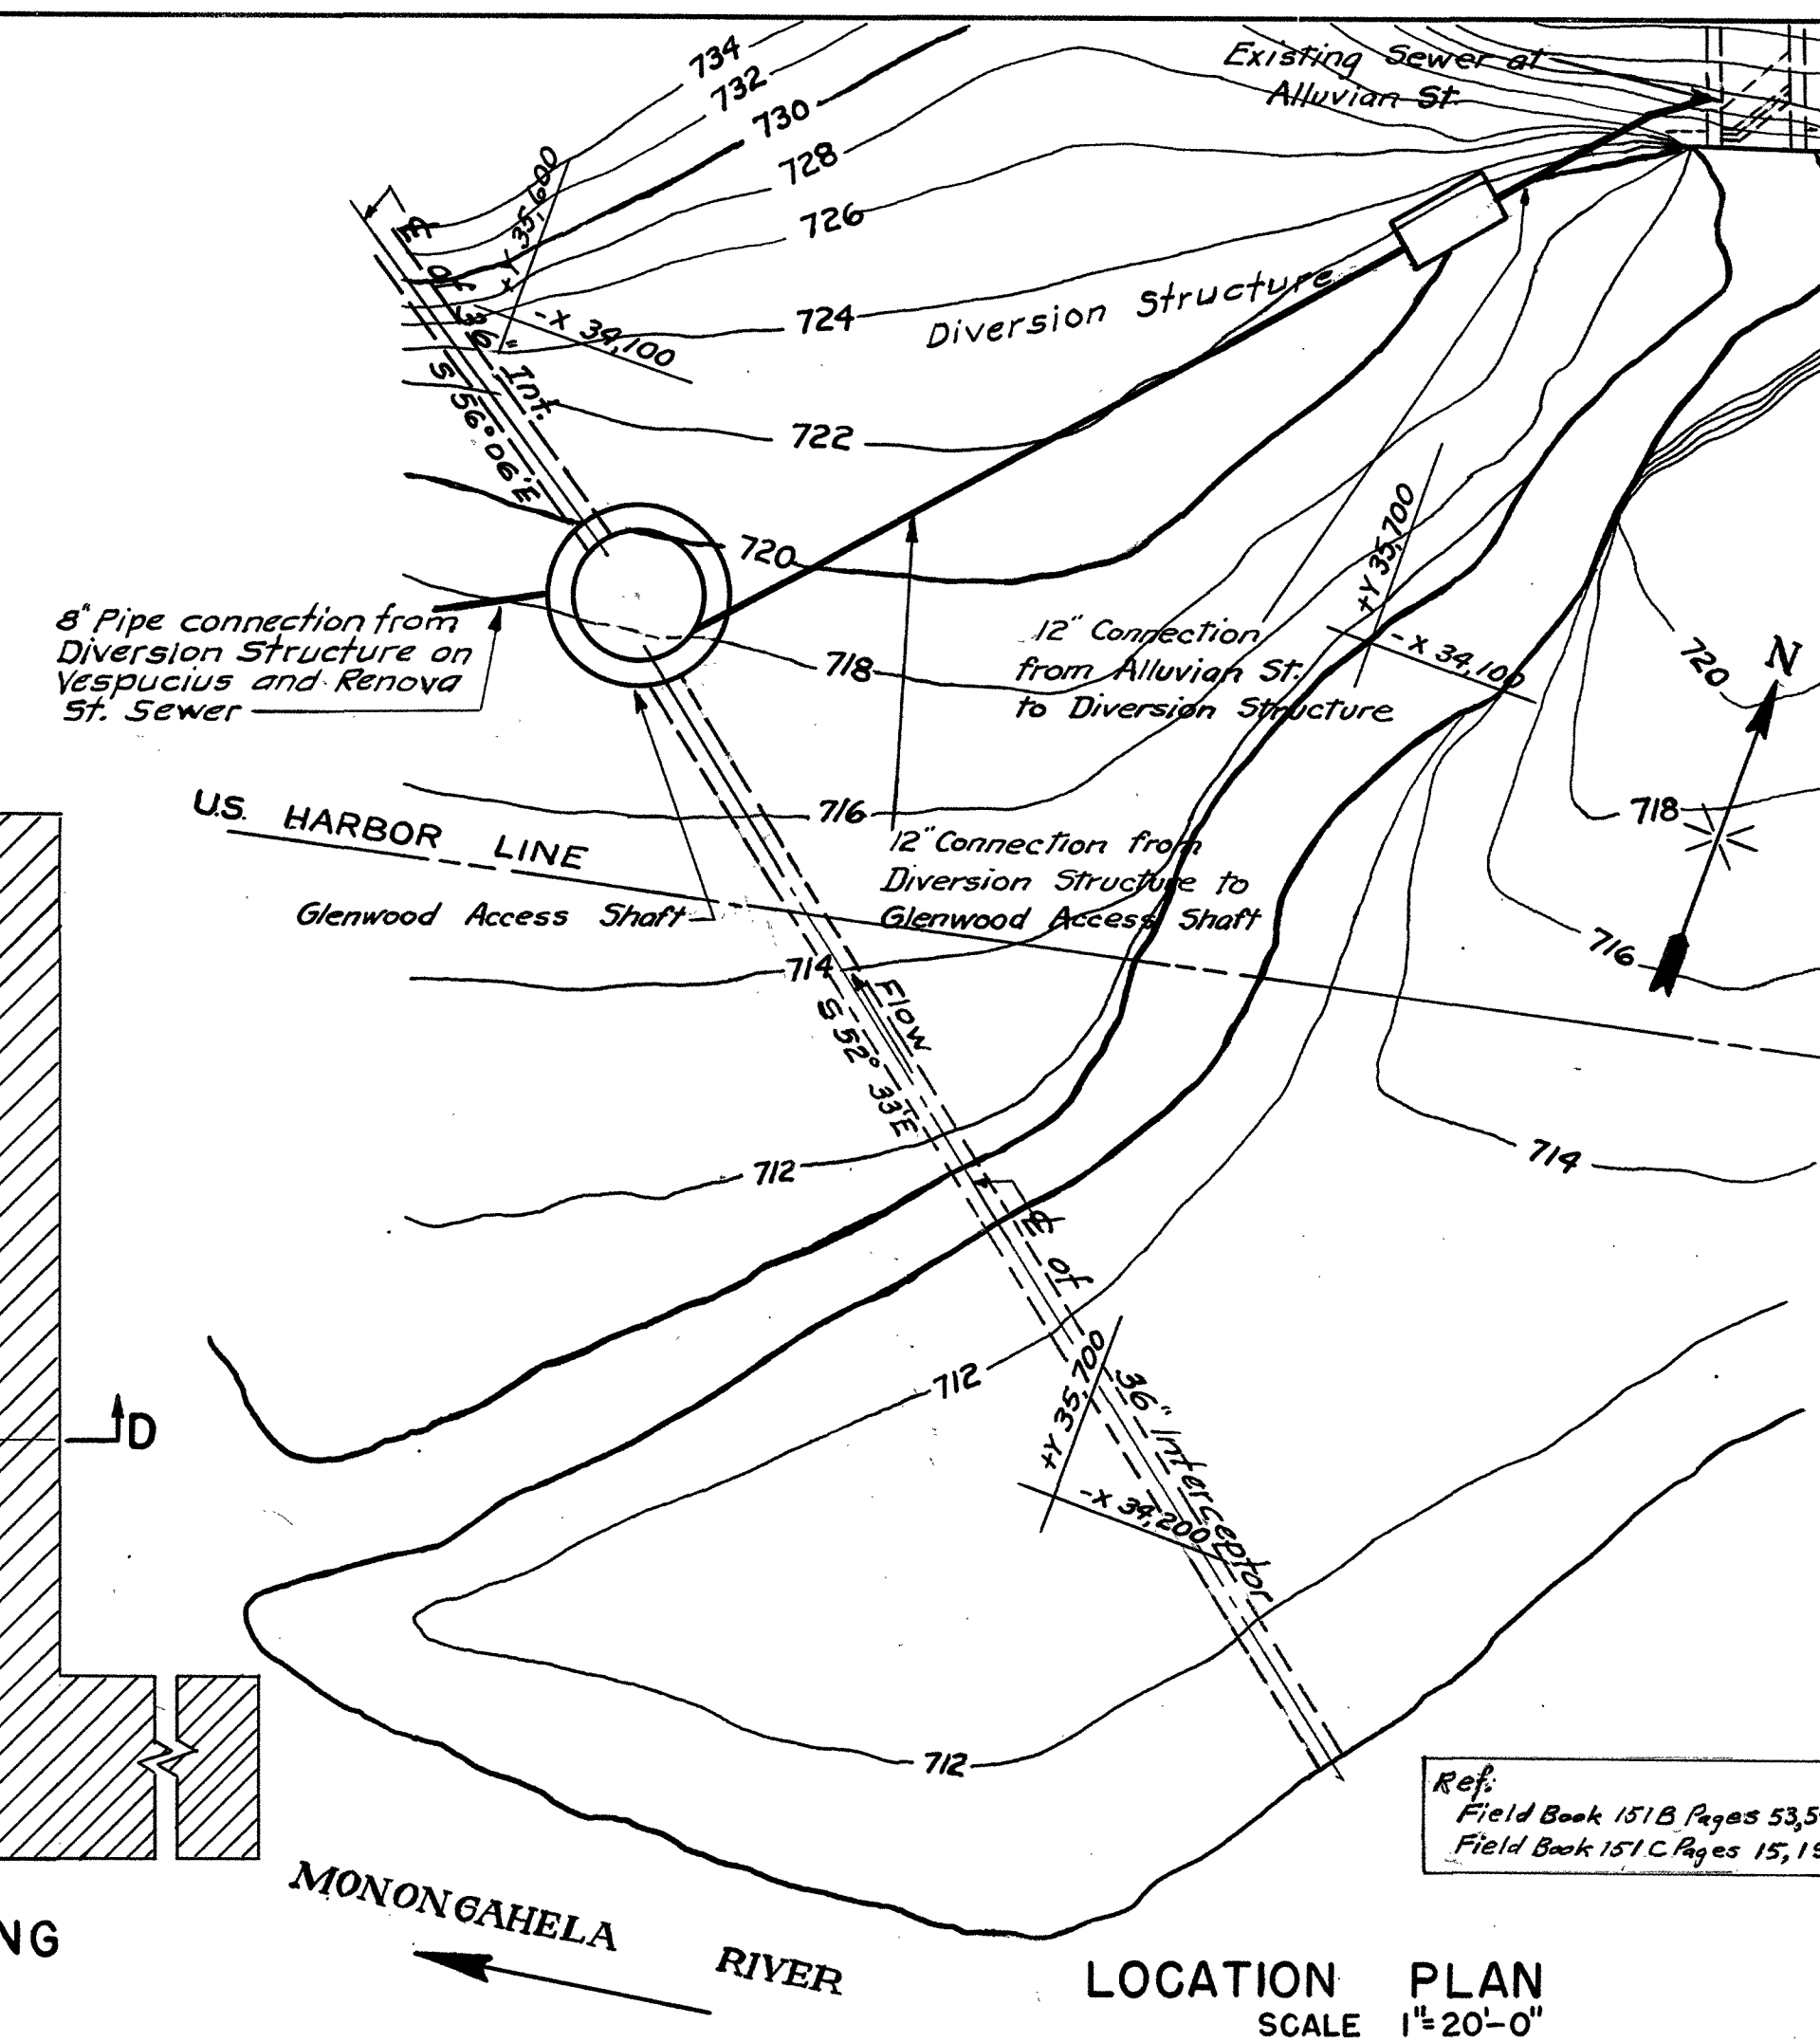 734
732
730
728
726
724
722
720
718
716
714
712
Existing Sewer at
Alluvian St.
+Y 35,600
-X 34,100
℄ of 36" Int.
S 56° 06' E
Diversion Structure
8" Pipe connection from
Diversion Structure on
Vespucius and Renova
St. Sewer
12" Connection
from Alluvian St.
to Diversion Structure
+Y 35,700
-X 34,100
720
N
718
716
714
U.S. HARBOR LINE
Glenwood Access Shaft
12" Connection from
Diversion Structure to
Glenwood Access Shaft
Flow
S 52° 33' E
℄ of 36" Interceptor
712
+Y 35,700
-X 34,200
D
712
Ref:
Field Book 151B Pages 53,5
Field Book 151C Pages 15,
NG
MONONGAHELA RIVER
LOCATION PLAN
SCALE 1"=20'-0"